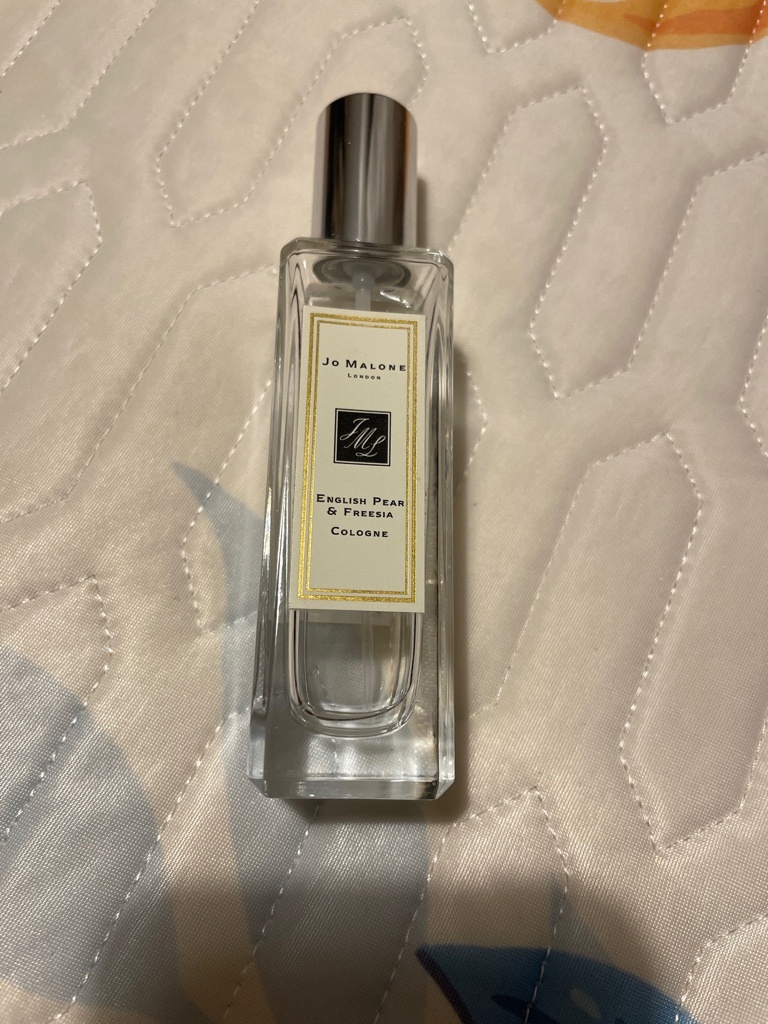 Jo Malone
London
JML
English Pear
& Freesia
Cologne